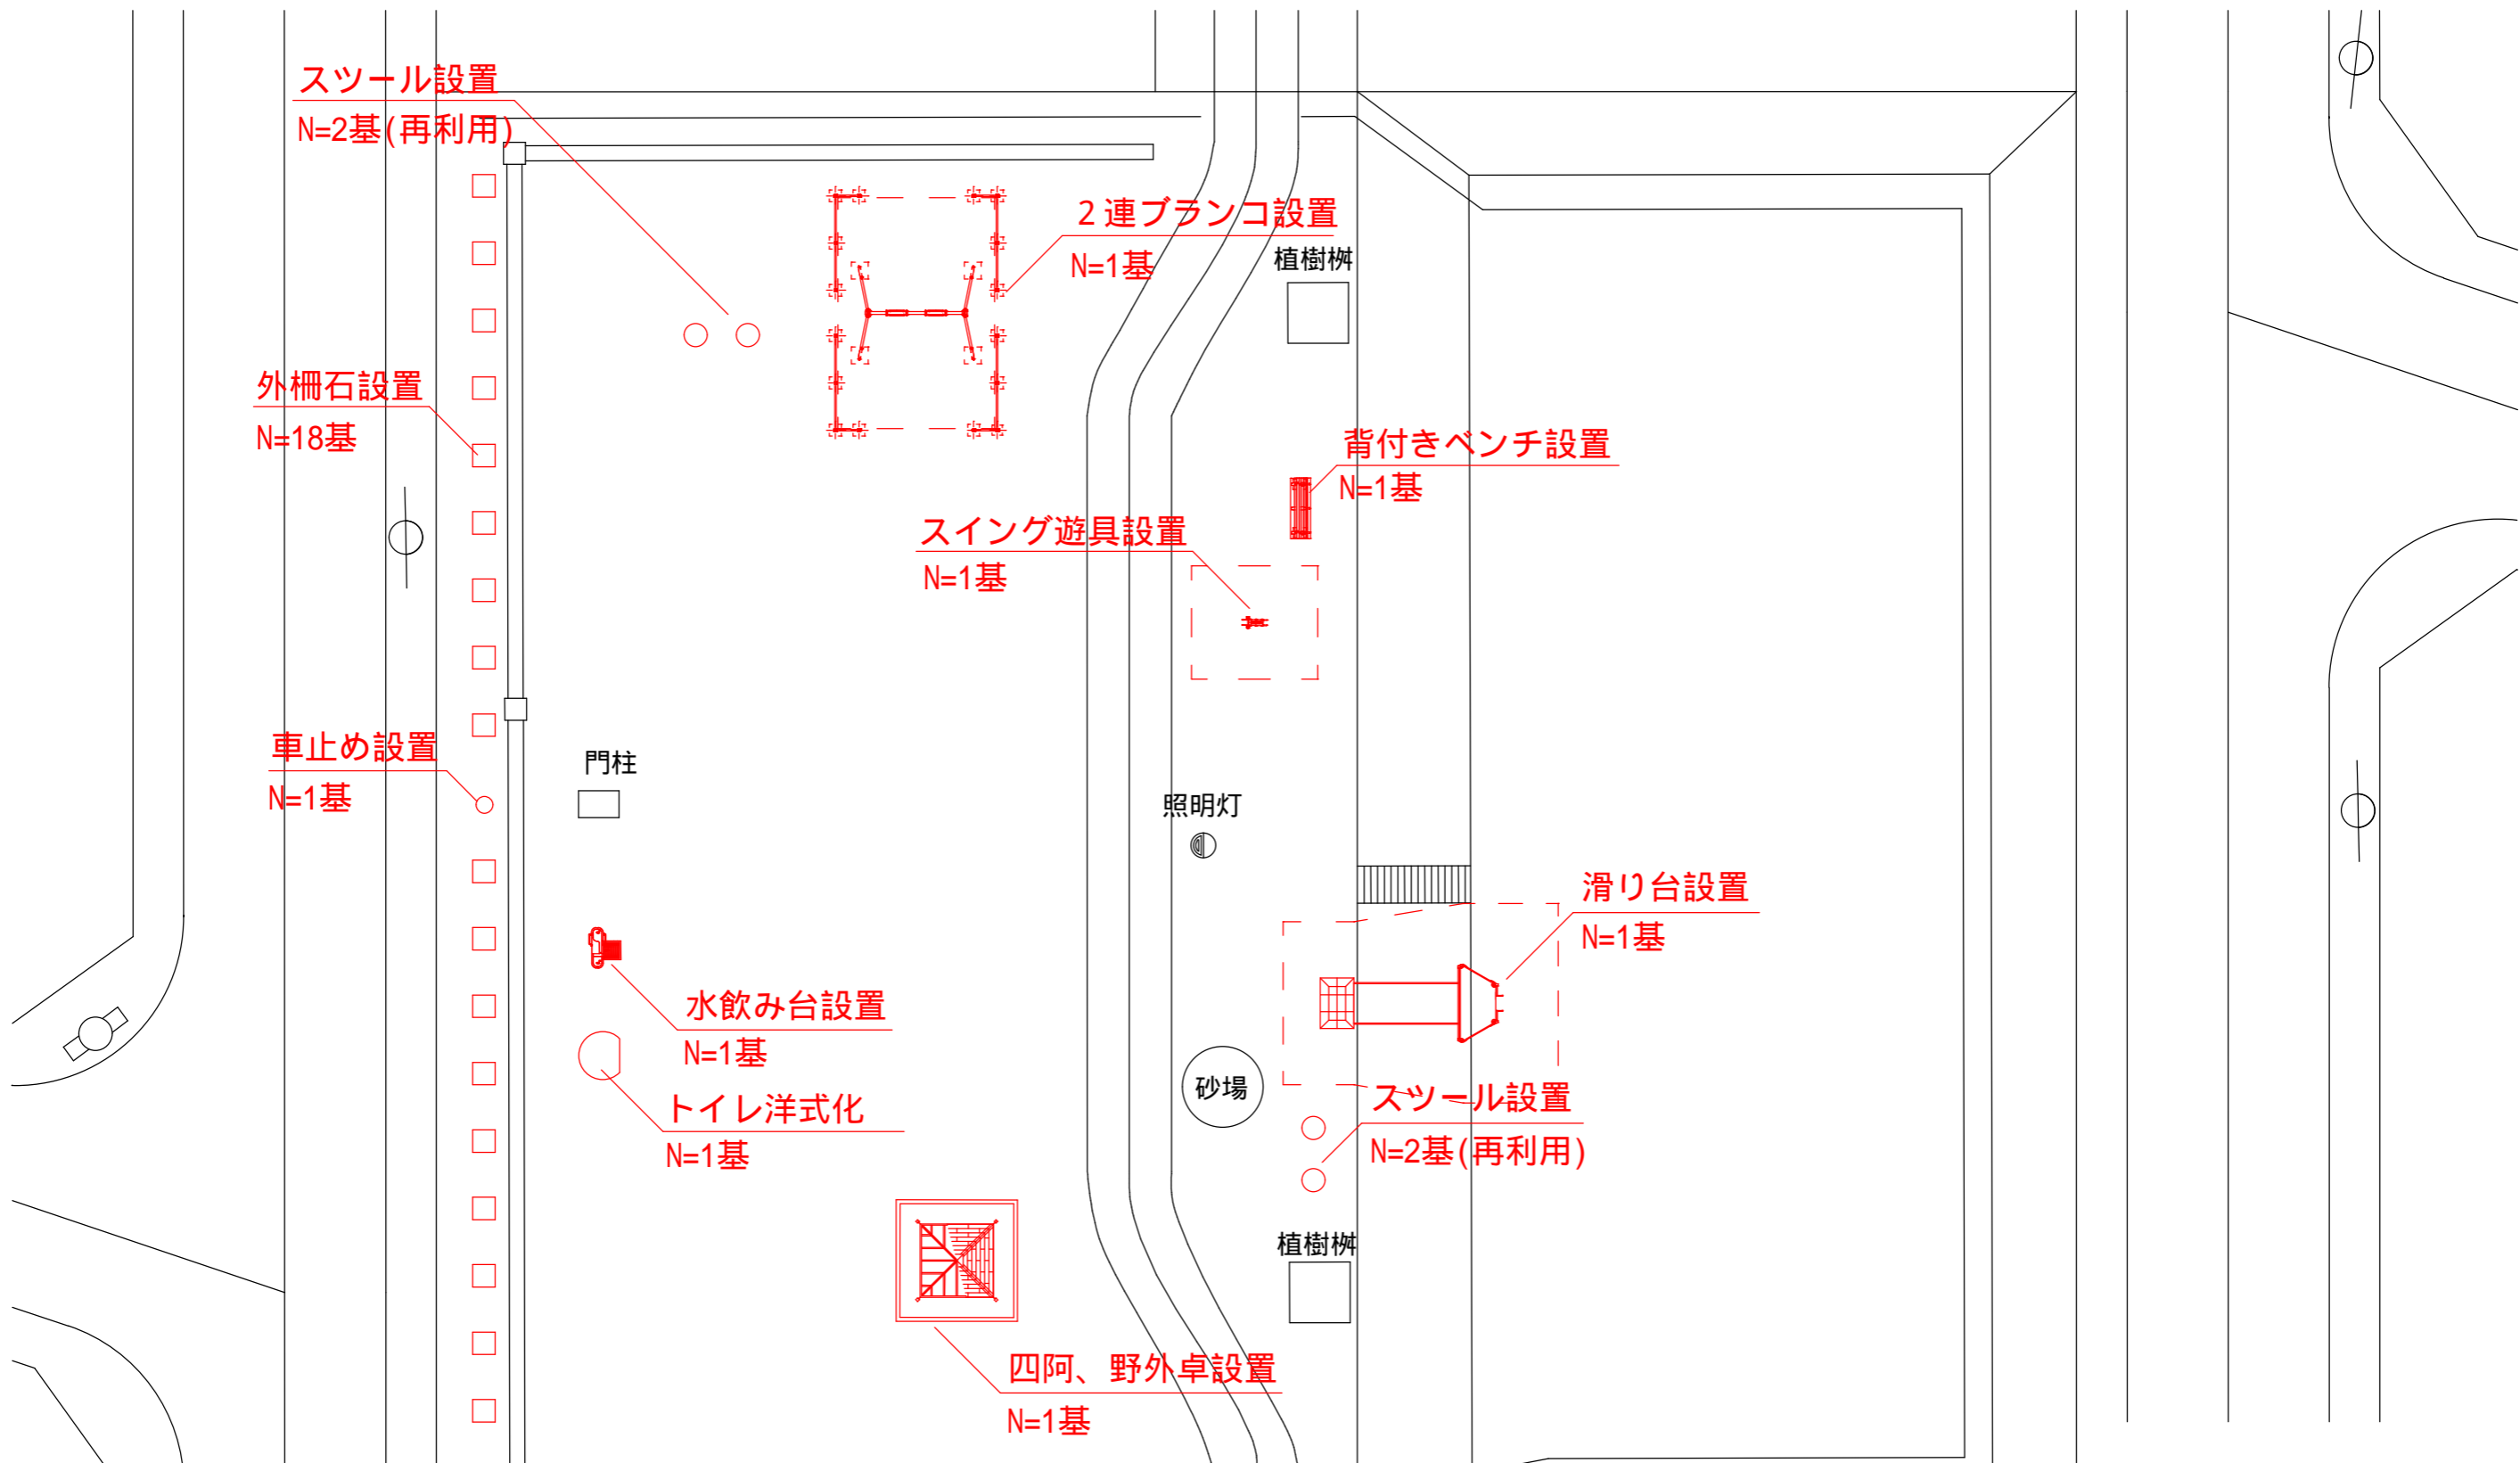 スツール設置
N=2基(再利用)
２連ブランコ設置
N=1基
植樹桝
外柵石設置
N=18基
背付きベンチ設置
N=1基
スイング遊具設置
N=1基
車止め設置
N=1基
門柱
照明灯
滑り台設置
N=1基
水飲み台設置
N=1基
砂場
スツール設置
N=2基(再利用)
トイレ洋式化
N=1基
植樹桝
四阿、野外卓設置
N=1基